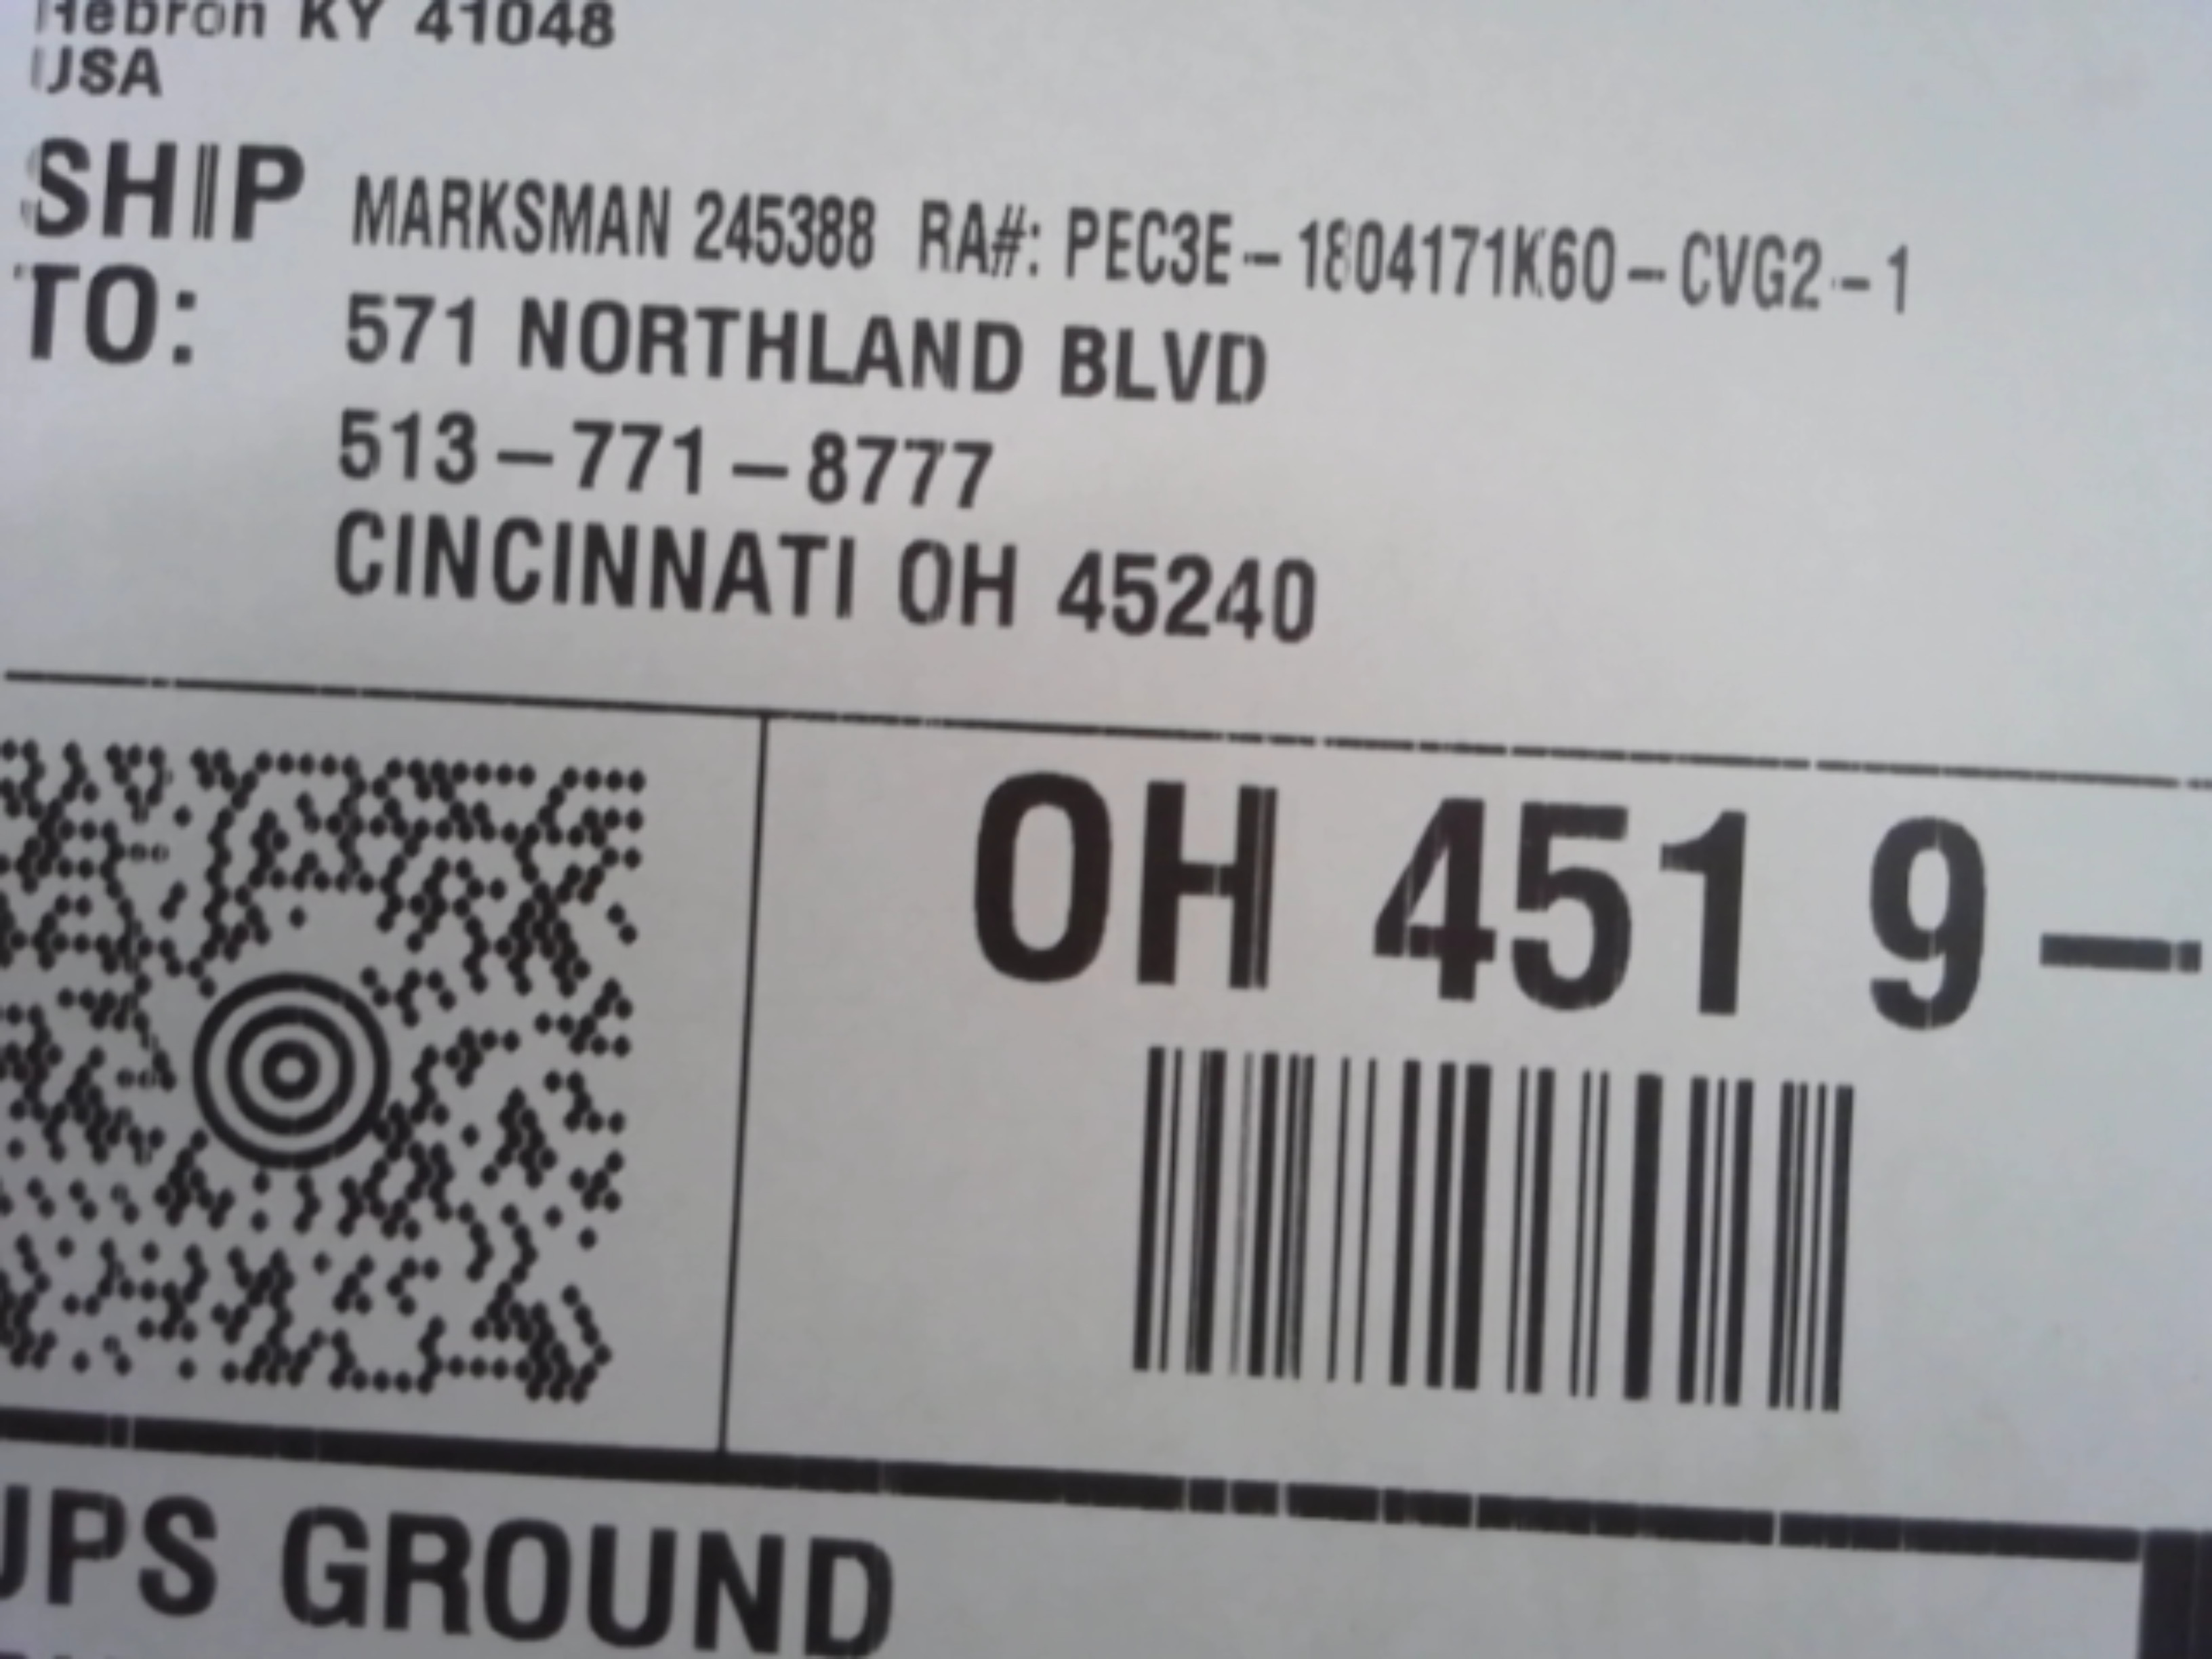 Hebron KY 41048
USA
SHIP TO:
MARKSMAN 245388 RA#: PEC3E-1804171K60-CVG2-1
571 NORTHLAND BLVD
513-771-8777
CINCINNATI OH 45240
OH 451 9-
UPS GROUND